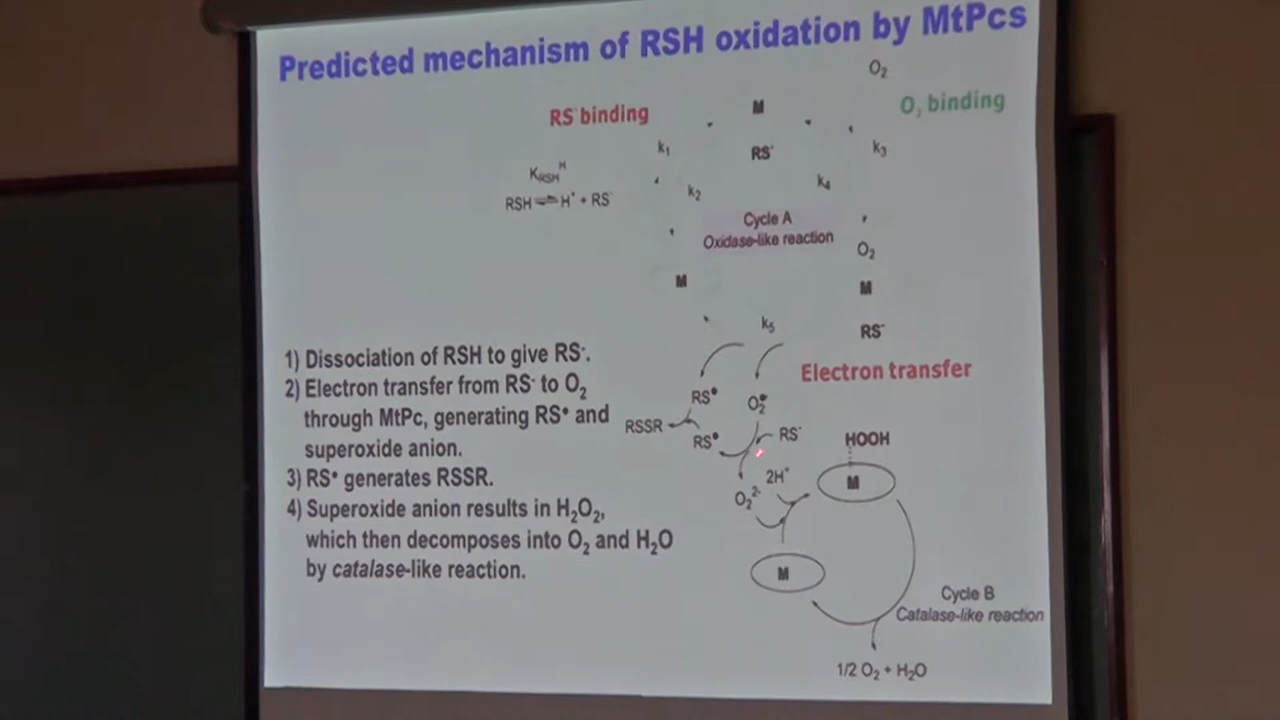 Predicted mechanism of RSH oxidation by MtPcs
O₂
RS⁻ binding
M
O₂ binding
k₁
RS⁻
k₃
K_RSH^H
k₂
k₄
RSH ⇌ H⁺ + RS⁻
Cycle A
Oxidase-like reaction
O₂
M
M
k₅
RS⁻
1) Dissociation of RSH to give RS⁻.
2) Electron transfer from RS⁻ to O₂
through MtPc, generating RS• and
superoxide anion.
3) RS• generates RSSR.
4) Superoxide anion results in H₂O₂,
which then decomposes into O₂ and H₂O
by catalase-like reaction.
Electron transfer
RS•
RSSR
RS•
RS⁻
HOOH
M
2H⁺
O₂²⁻
M
Cycle B
Catalase-like reaction
1/2 O₂ + H₂O